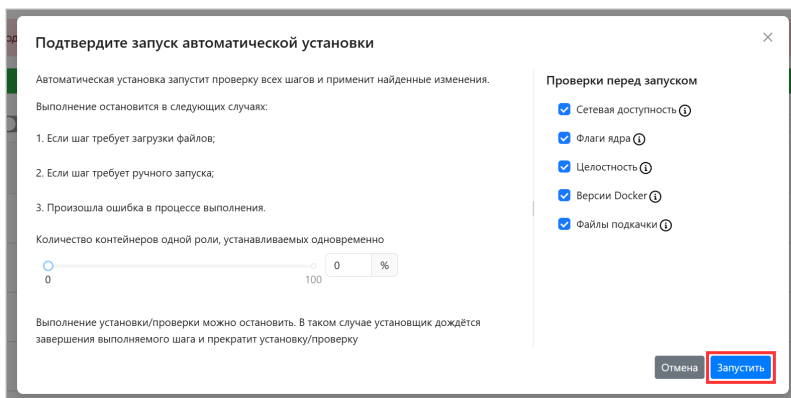 Подтвердите запуск автоматической установки
Автоматическая установка запустит проверку всех шагов и применит найденные изменения.
Выполнение остановится в следующих случаях:
1. Если шаг требует загрузки файлов;
2. Если шаг требует ручного запуска;
3. Произошла ошибка в процессе выполнения.
Количество контейнеров одной роли, устанавливаемых одновременно
0 %
0 100
Выполнение установки/проверки можно остановить. В таком случае установщик дождётся
завершения выполняемого шага и прекратит установку/проверку
Проверки перед запуском
Сетевая доступность
Флаги ядра
Целостность
Версии Docker
Файлы подкачки
Отмена Запустить